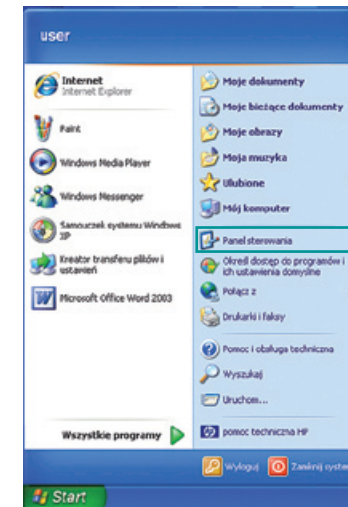 user
Internet
Internet Explorer
Paint
Windows Media Player
Windows Messenger
Samouczek systemu Windows
XP
Kreator transferu plików i
ustawień
Microsoft Office Word 2003
Wszystkie programy
Moje dokumenty
Moje bieżące dokumenty
Moje obrazy
Moja muzyka
Ulubione
Mój komputer
Panel sterowania
Określ dostęp do programów i
ich ustawienia domyślne
Połącz z
Drukarki i faksy
Pomoc i obsługa techniczna
Wyszukaj
Uruchom...
pomoc techniczna HP
Wyloguj
Zamknij system
Start